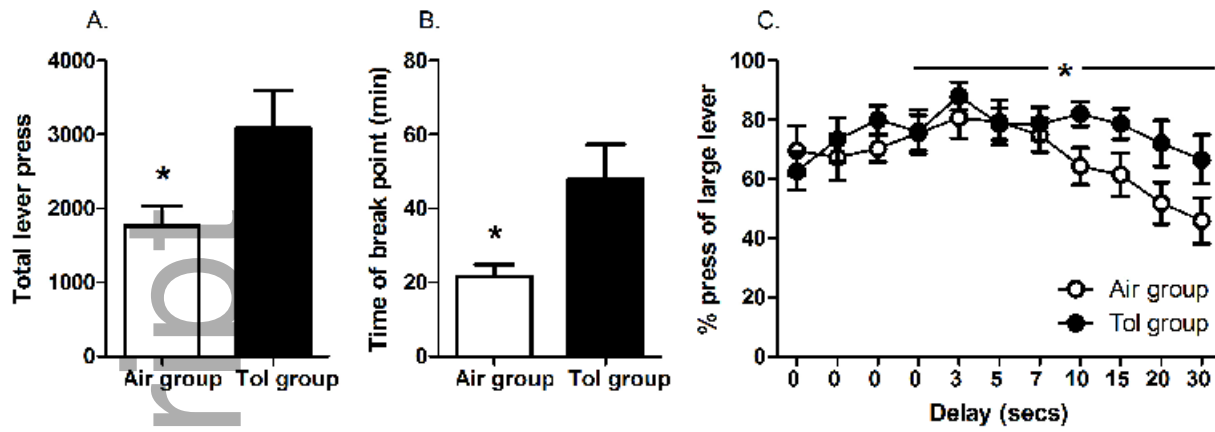 A.
Total lever press
4000
3000
2000
1000
0
*
Air group Tol group
B.
Time of break point (min)
80
60
40
20
0
*
Air group Tol group
C.
% press of large lever
100
80
60
40
20
0
*
Air group
Tol group
0 0 0 0 3 5 7 10 15 20 30
Delay (secs)